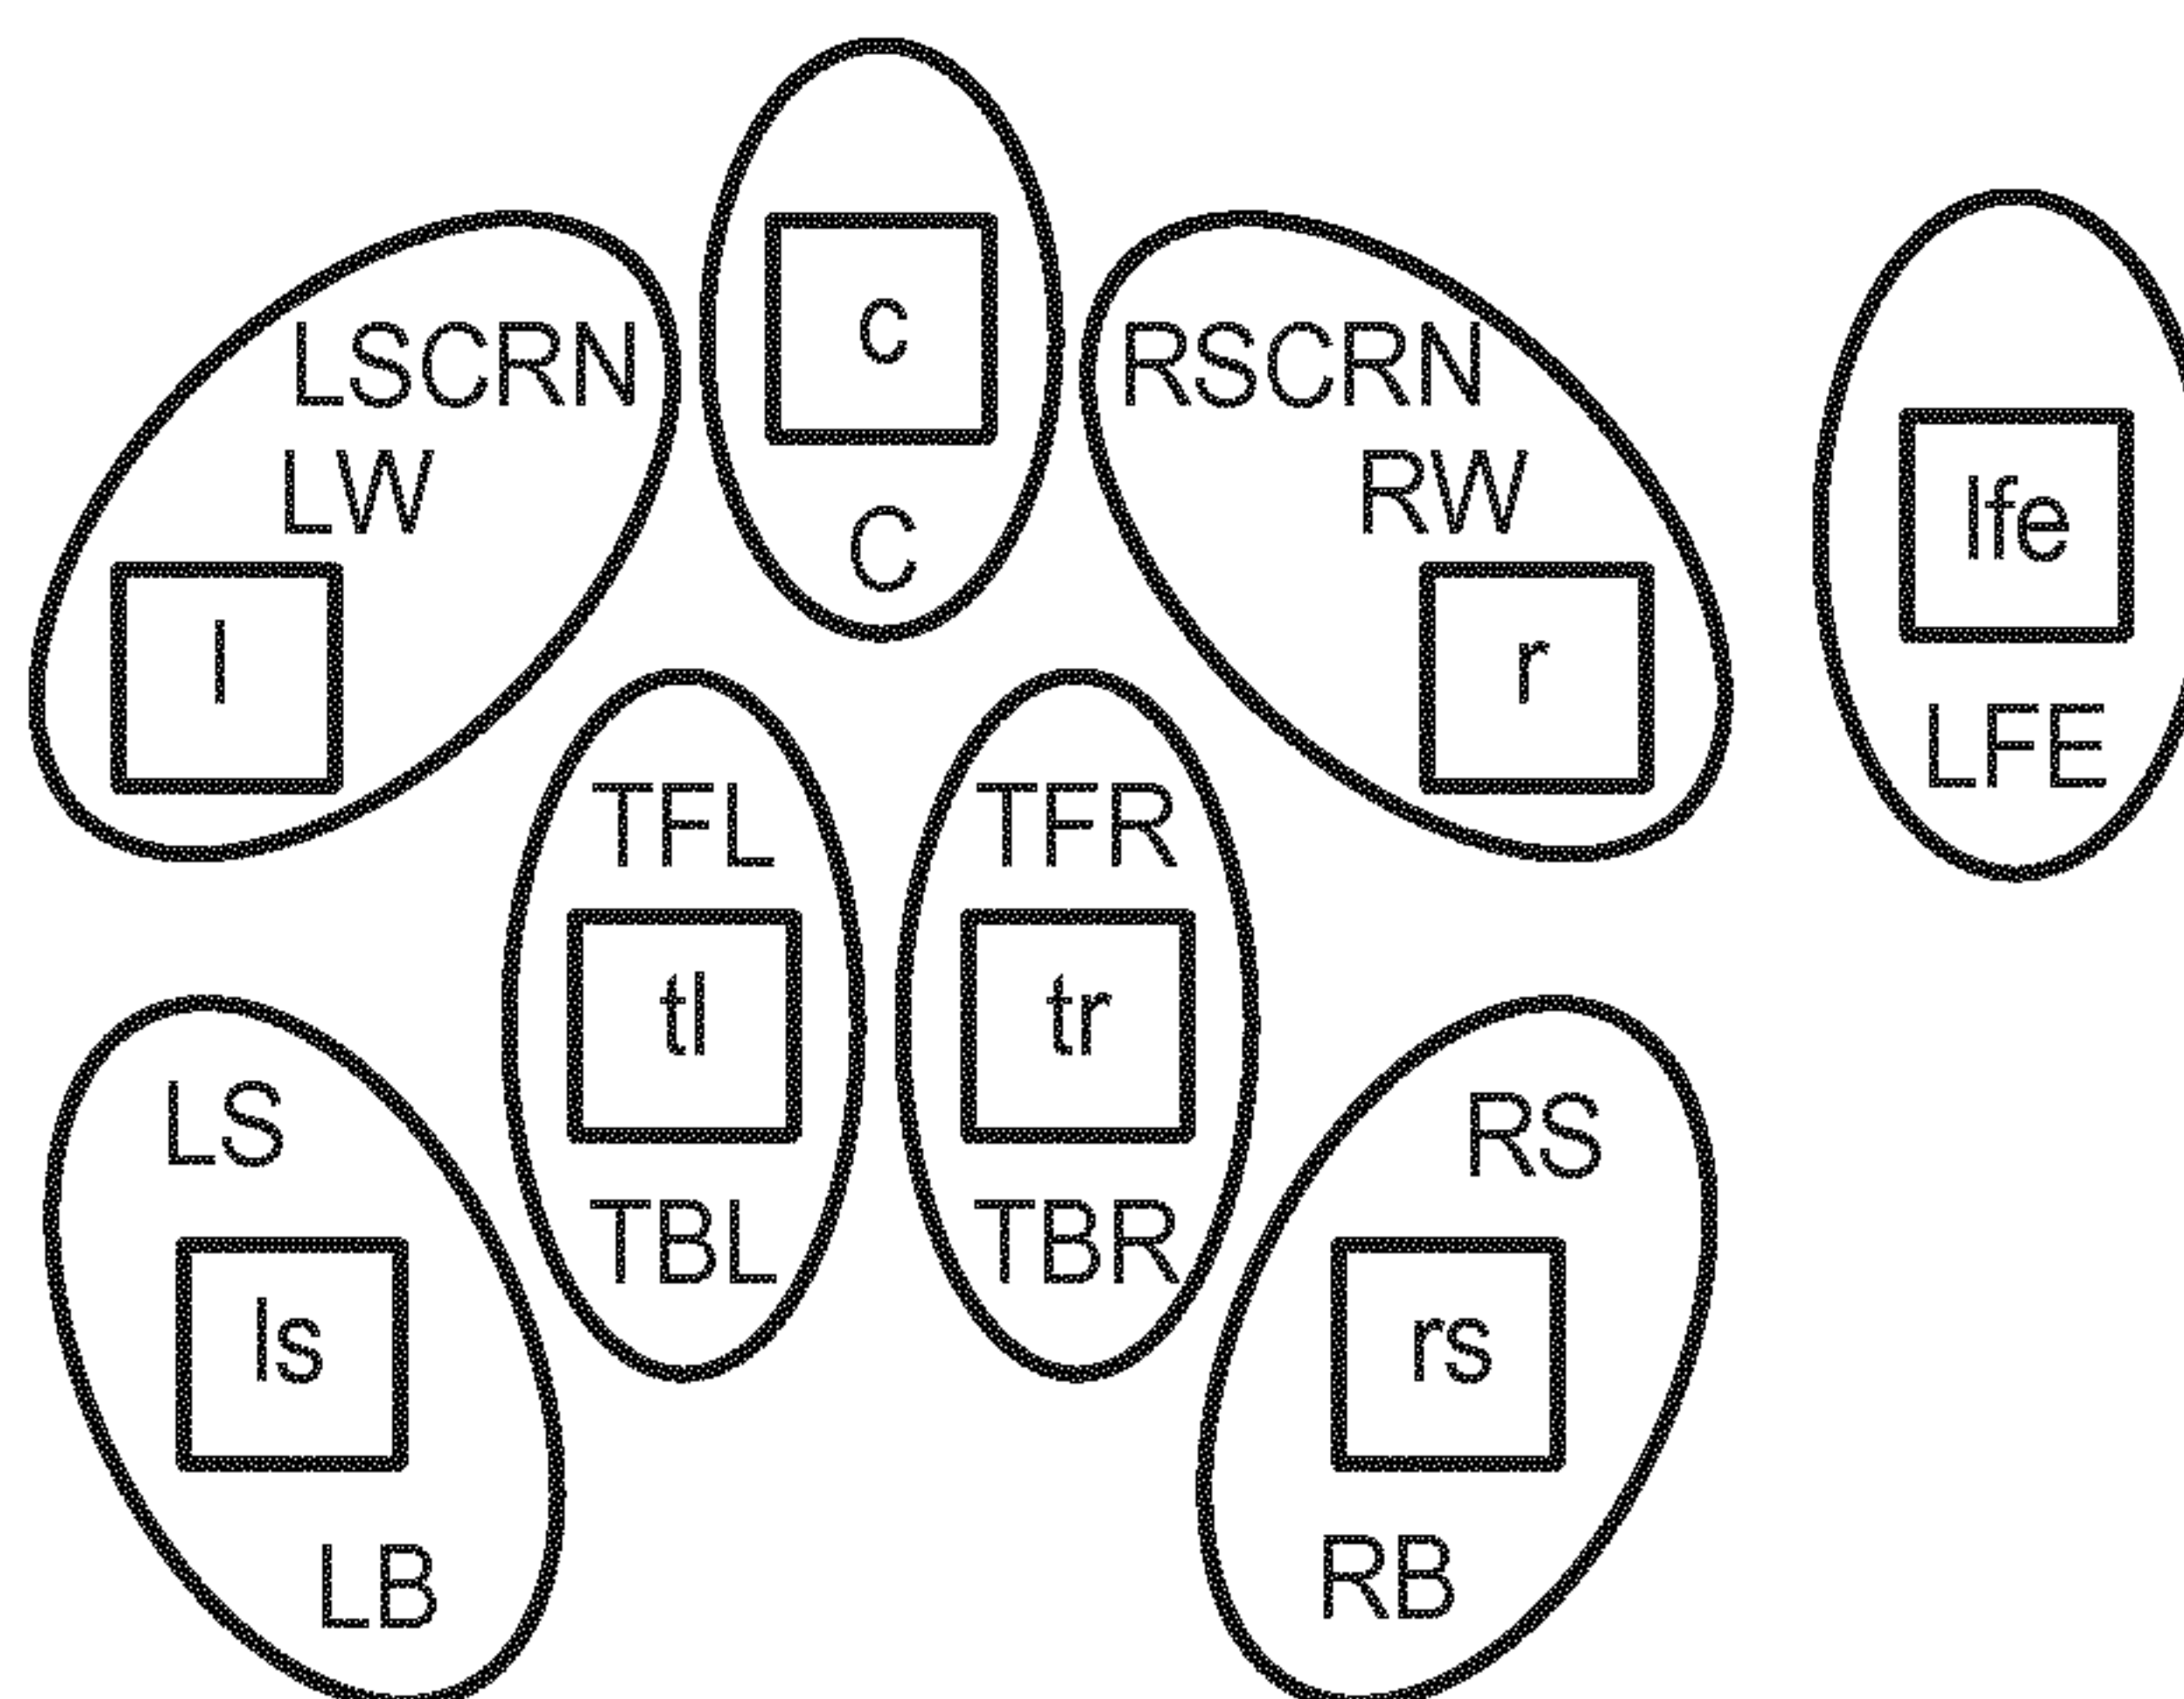 c
C
LSCRN
LW
l
RSCRN
RW
r
lfe
LFE
TFL
tl
TBL
TFR
tr
TBR
LS
ls
LB
RS
rs
RB